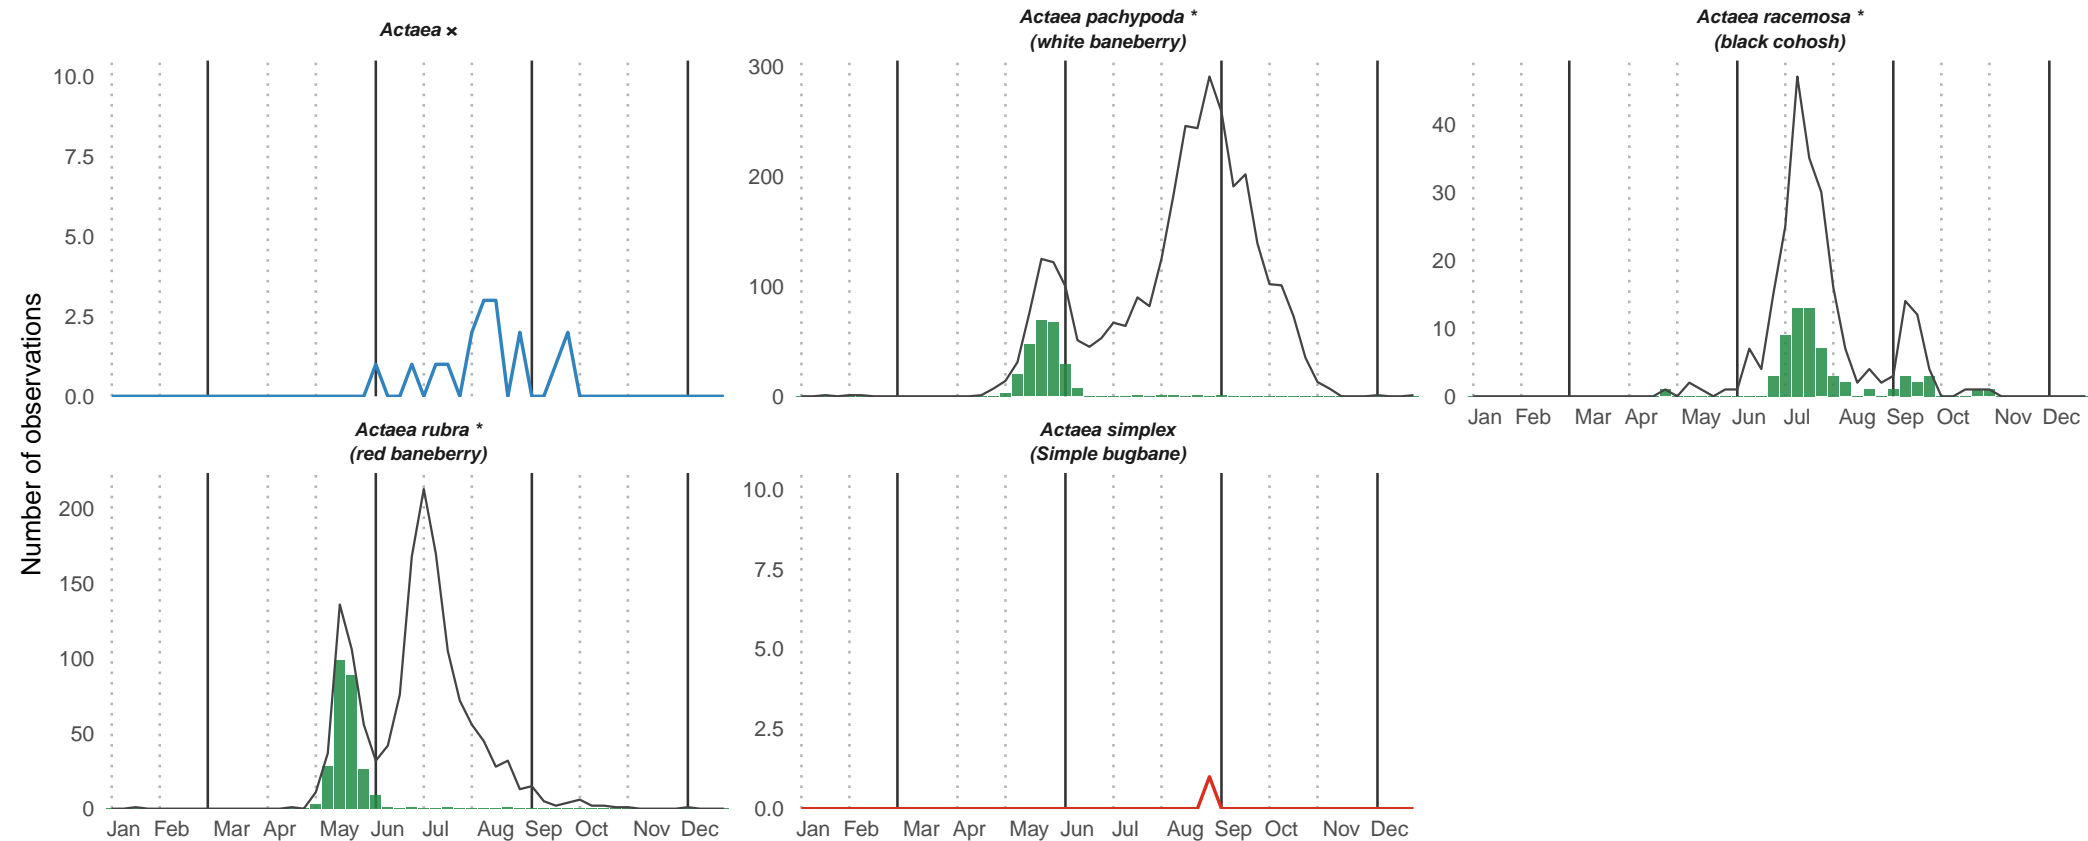 Actaea ×
10.0
7.5
5.0
2.5
0.0
Actaea pachypoda *
(white baneberry)
300
200
100
0
Actaea racemosa *
(black cohosh)
40
30
20
10
0
Jan Feb Mar Apr May Jun Jul Aug Sep Oct Nov Dec
Number of observations
Actaea rubra *
(red baneberry)
200
150
100
50
0
Jan Feb Mar Apr May Jun Jul Aug Sep Oct Nov Dec
Actaea simplex
(Simple bugbane)
10.0
7.5
5.0
2.5
0.0
Jan Feb Mar Apr May Jun Jul Aug Sep Oct Nov Dec